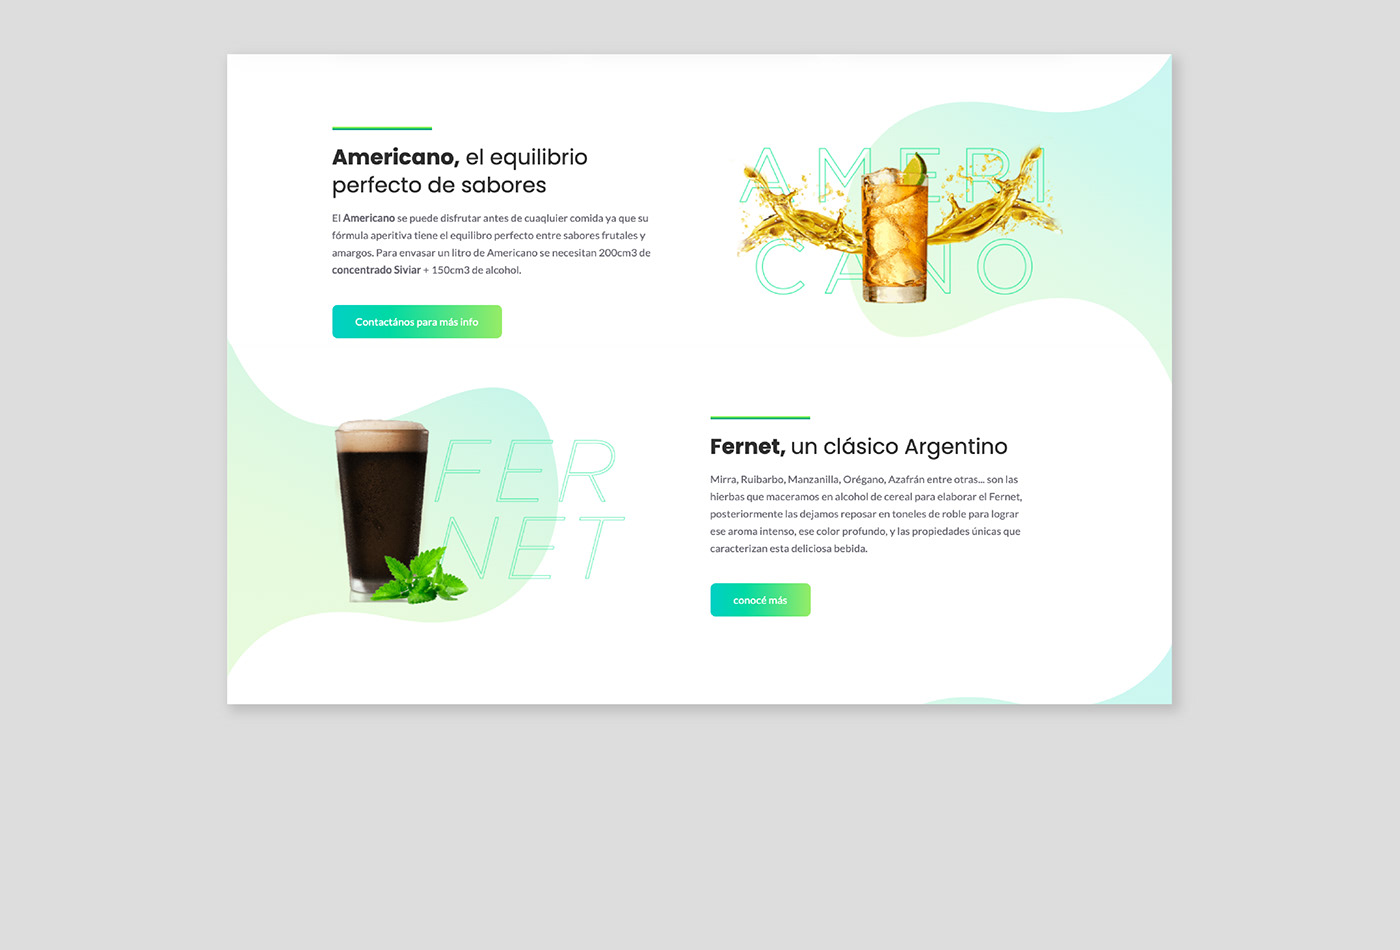 Americano, el equilibrio
perfecto de sabores
El Americano se puede disfrutar antes de cuaqluier comida ya que su
fórmula aperitiva tiene el equilibro perfecto entre sabores frutales y
amargos. Para envasar un litro de Americano se necesitan 200cm3 de
concentrado Siviar + 150cm3 de alcohol.
Contactános para más info
AMERI
CANO
FER
NET
Fernet, un clásico Argentino
Mirra, Ruibarbo, Manzanilla, Orégano, Azafrán entre otras... son las
hierbas que maceramos en alcohol de cereal para elaborar el Fernet,
posteriormente las dejamos reposar en toneles de roble para lograr
ese aroma intenso, ese color profundo, y las propiedades únicas que
caracterizan esta deliciosa bebida.
conocé más